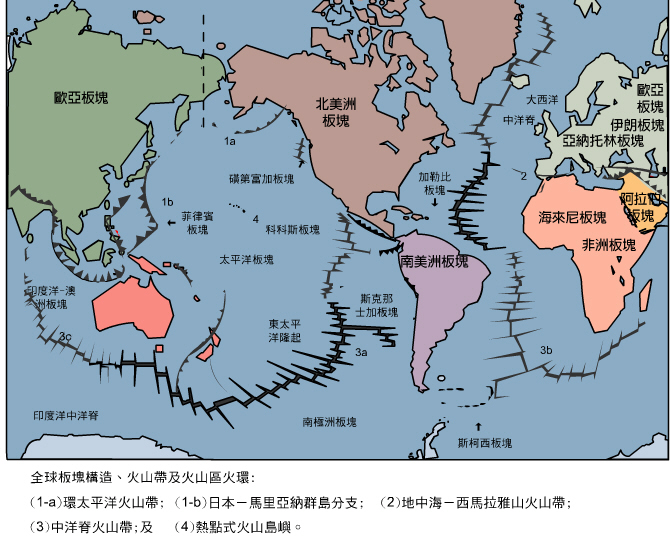 歐亞板塊
北美洲
板塊
大西洋
中洋脊
歐亞
板塊
伊朗板塊
亞納托林板塊
1a
礦第富加板塊
加勒比
板塊
2
1b
菲律賓
板塊
4
科科斯板塊
海來尼板塊
阿拉伯
板塊
非洲板塊
太平洋板塊
南美洲板塊
印度洋-澳
洲板塊
斯克那
士加板塊
東太平
洋隆起
3c
3a
3b
印度洋中洋脊
南極洲板塊
斯柯西板塊
全球板塊構造、火山帶及火山區火環:
(1-a)環太平洋火山帶; (1-b)日本－馬里亞納群島分支; (2)地中海－西馬拉雅山火山帶;
(3)中洋脊火山帶;及 (4)熱點式火山島嶼。